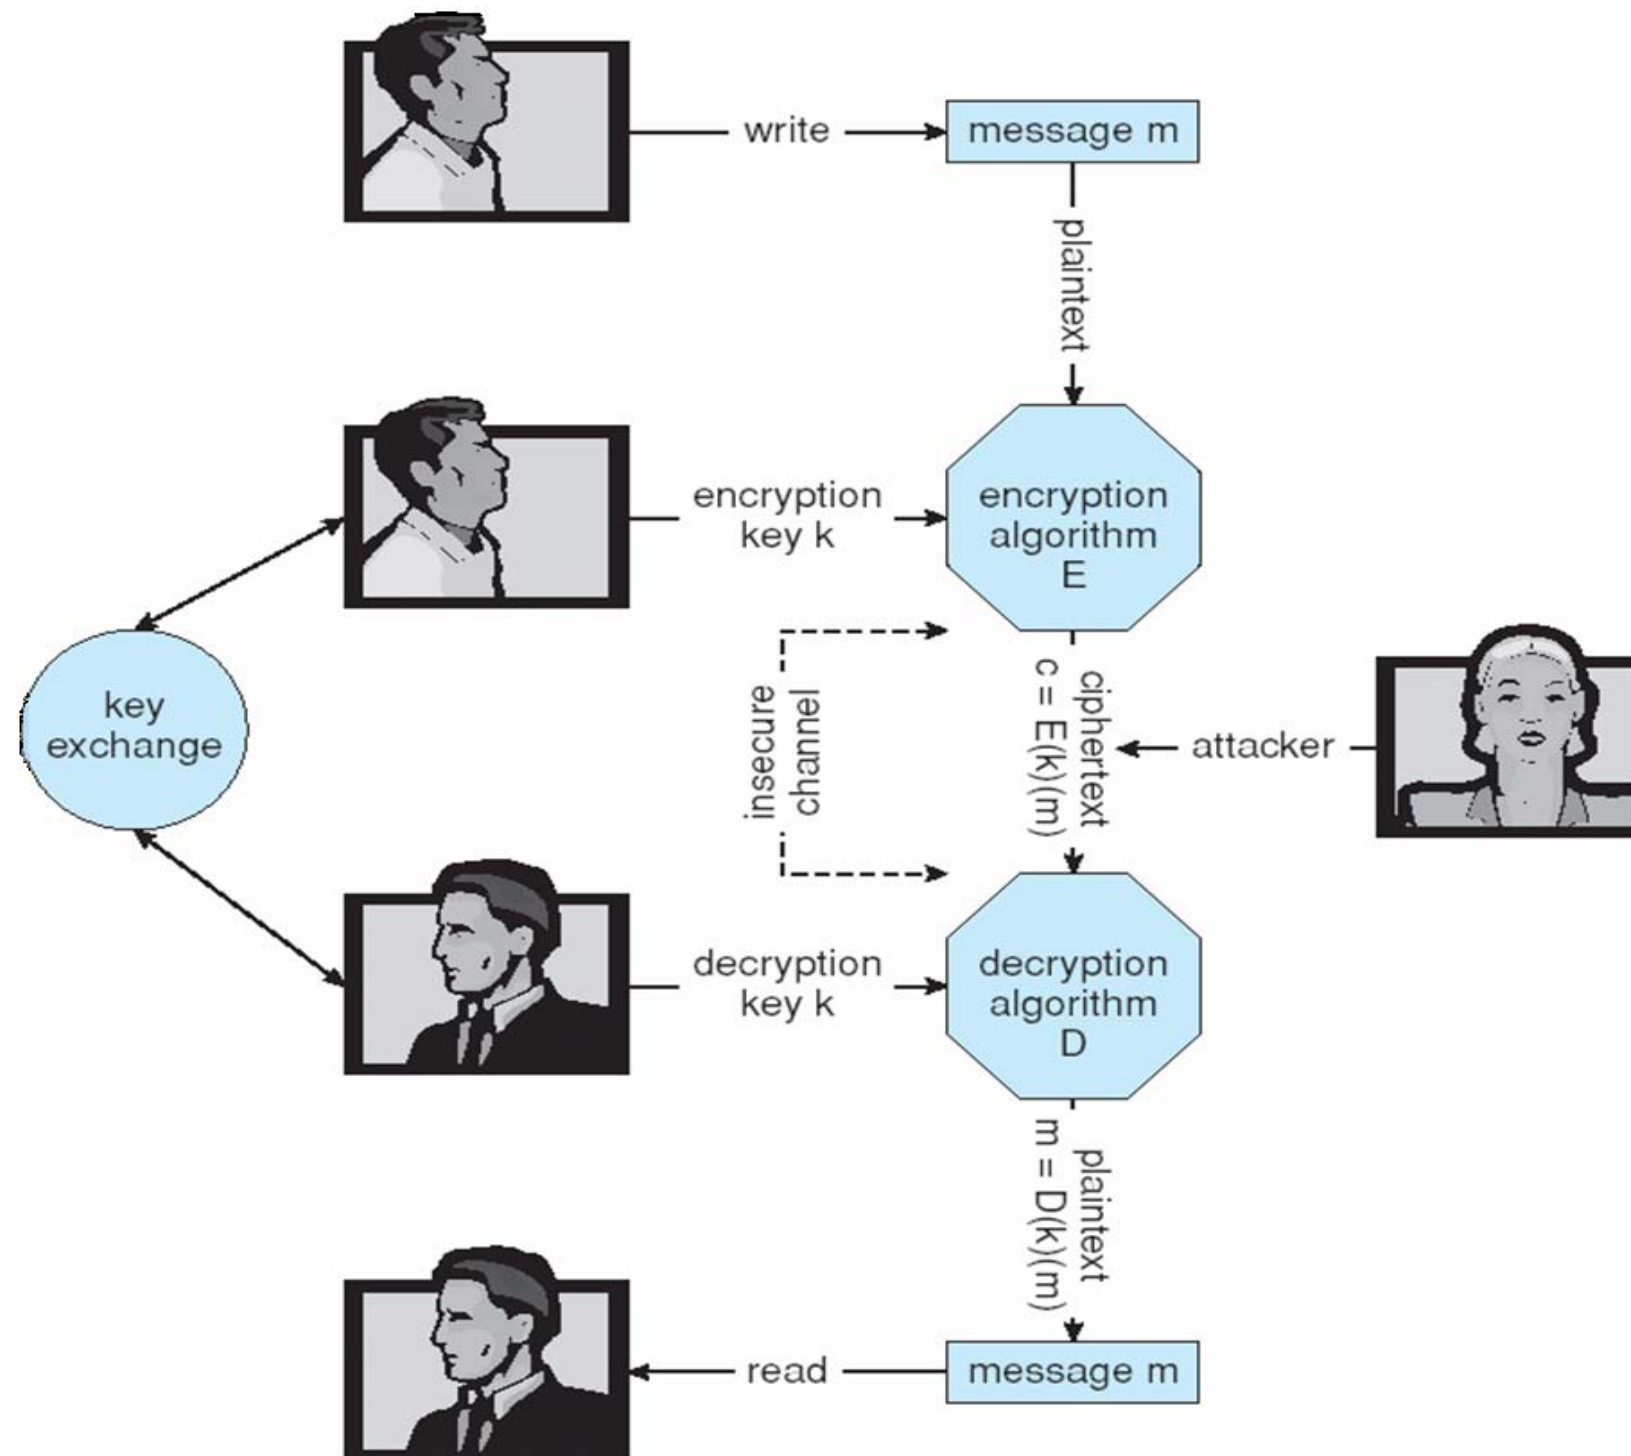 write
message m
plaintext
encryption
key k
encryption
algorithm
E
key
exchange
insecure
channel
ciphertext
c = E(k)(m)
attacker
decryption
key k
decryption
algorithm
D
plaintext
m = D(k)(m)
read
message m